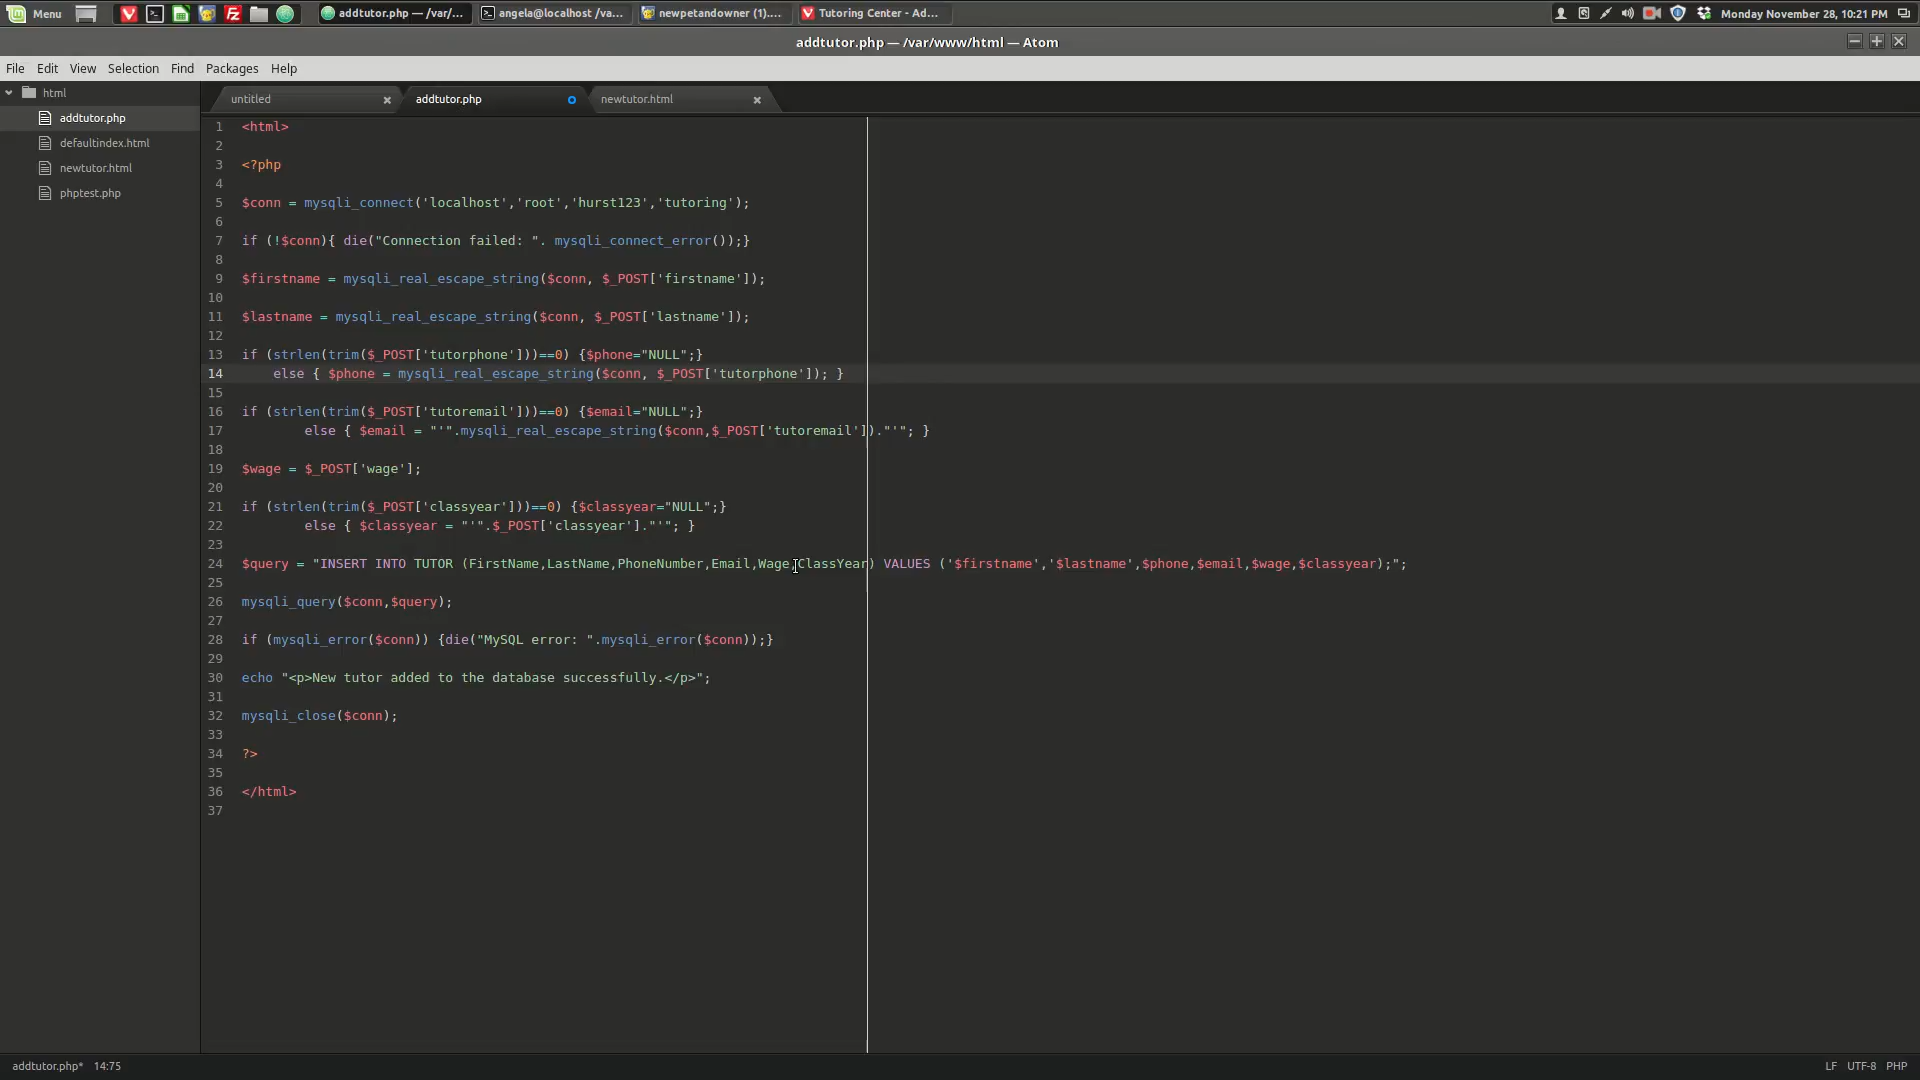 Menu addtutor.php — /var/... angela@localhost /va... newpetandowner (1).... Tutoring Center - Ad... Monday November 28, 10:21 PM
addtutor.php — /var/www/html — Atom
File Edit View Selection Find Packages Help
html
addtutor.php
defaultindex.html
newtutor.html
phptest.php
untitled addtutor.php newtutor.html
1 <html>
2
3 <?php
4
5 $conn = mysqli_connect('localhost','root','hurst123','tutoring');
6
7 if (!$conn){ die("Connection failed: ". mysqli_connect_error());}
8
9 $firstname = mysqli_real_escape_string($conn, $_POST['firstname']);
10
11 $lastname = mysqli_real_escape_string($conn, $_POST['lastname']);
12
13 if (strlen(trim($_POST['tutorphone']))==0) {$phone="NULL";}
14     else { $phone = mysqli_real_escape_string($conn, $_POST['tutorphone']); }
15
16 if (strlen(trim($_POST['tutoremail']))==0) {$email="NULL";}
17         else { $email = "'".mysqli_real_escape_string($conn,$_POST['tutoremail'])."'"; }
18
19 $wage = $_POST['wage'];
20
21 if (strlen(trim($_POST['classyear']))==0) {$classyear="NULL";}
22         else { $classyear = "'".$_POST['classyear']."'"; }
23
24 $query = "INSERT INTO TUTOR (FirstName,LastName,PhoneNumber,Email,Wage,ClassYear) VALUES ('$firstname','$lastname',$phone,$email,$wage,$classyear);";
25
26 mysqli_query($conn,$query);
27
28 if (mysqli_error($conn)) {die("MySQL error: ".mysqli_error($conn));}
29
30 echo "<p>New tutor added to the database successfully.</p>";
31
32 mysqli_close($conn);
33
34 ?>
35
36 </html>
37
addtutor.php* 14:75 LF UTF-8 PHP